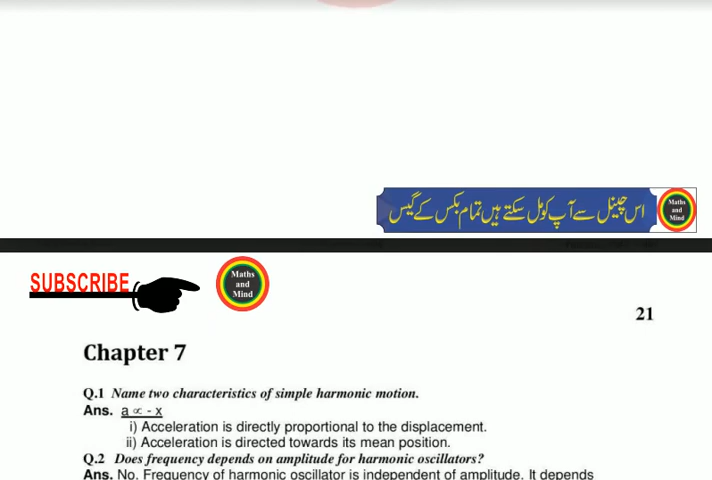 اس چینل سے آپ کو مل سکتے ہیں تمام بکس کے گیس
Maths
and
Mind
SUBSCRIBE
Maths
and
Mind
21
Chapter 7
Q.1 Name two characteristics of simple harmonic motion.
Ans. a ∝ - x
i) Acceleration is directly proportional to the displacement.
ii) Acceleration is directed towards its mean position.
Q.2 Does frequency depends on amplitude for harmonic oscillators?
Ans. No. Frequency of harmonic oscillator is independent of amplitude. It depends